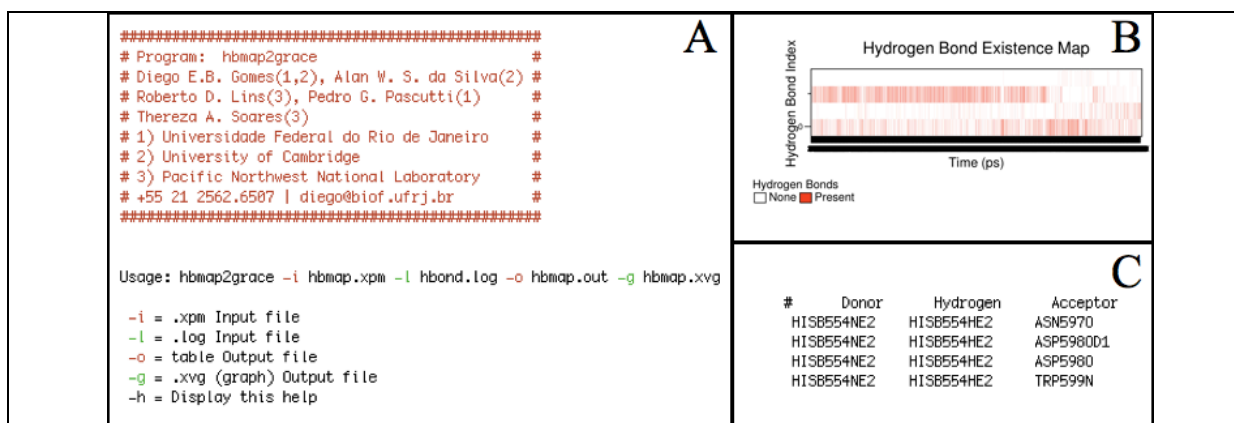 A
##################################################
# Program: hbmap2grace #
# Diego E.B. Gomes(1,2), Alan W. S. da Silva(2) #
# Roberto D. Lins(3), Pedro G. Pascutti(1) #
# Thereza A. Soares(3) #
# 1) Universidade Federal do Rio de Janeiro #
# 2) University of Cambridge #
# 3) Pacific Northwest National Laboratory #
# +55 21 2562.6507 | diego@biof.ufrj.br #
##################################################
Usage: hbmap2grace -i hbmap.xpm -l hbond.log -o hbmap.out -g hbmap.xvg
-i = .xpm Input file
-l = .log Input file
-o = table Output file
-g = .xvg (graph) Output file
-h = Display this help
B
Hydrogen Bond Existence Map
Hydrogen Bond Index
0
Time (ps)
Hydrogen Bonds
None Present
C
# Donor Hydrogen Acceptor
HISB554NE2 HISB554HE2 ASN597O
HISB554NE2 HISB554HE2 ASP598OD1
HISB554NE2 HISB554HE2 ASP598O
HISB554NE2 HISB554HE2 TRP599N